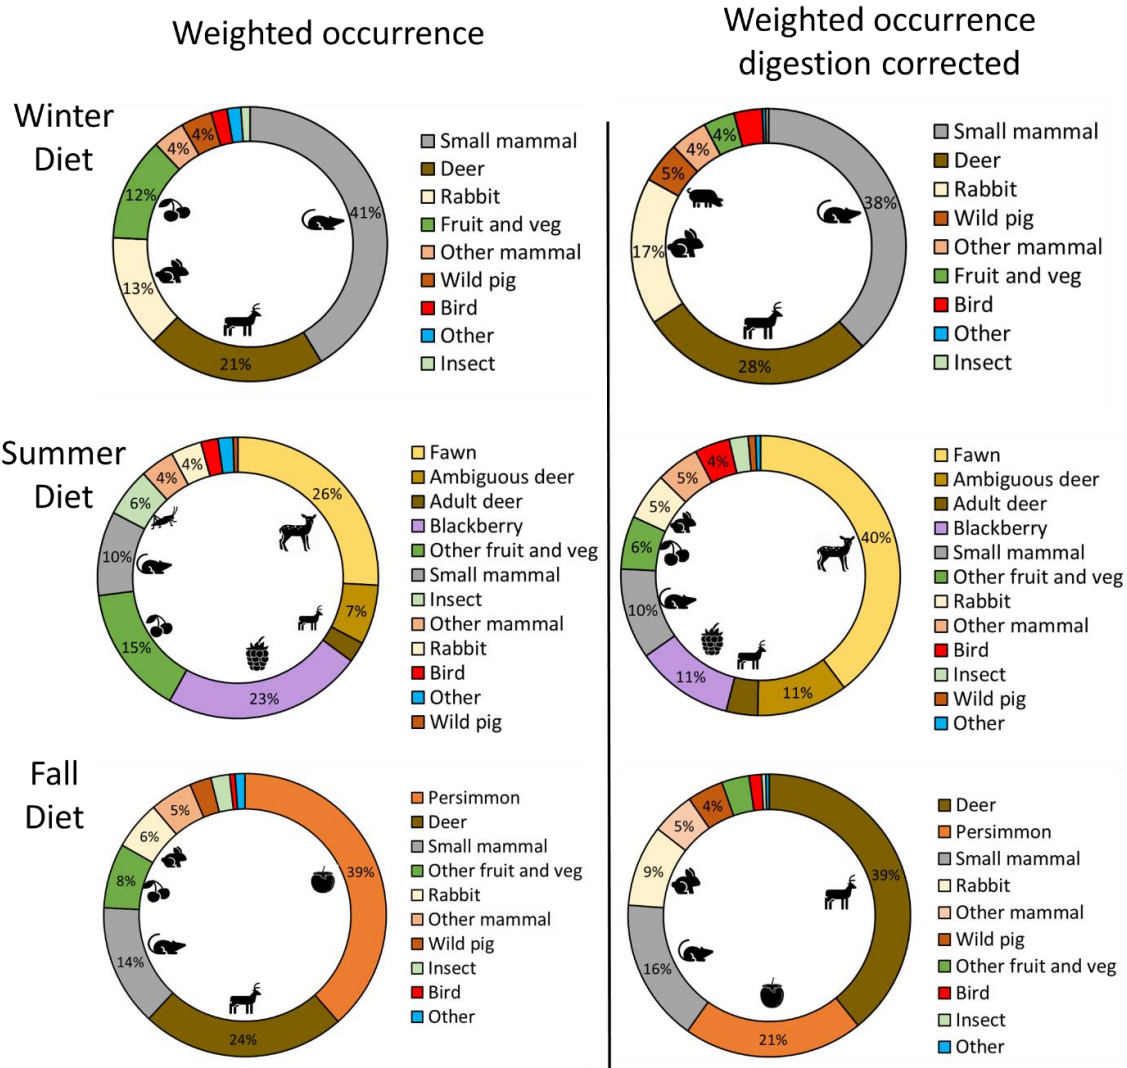 Weighted occurrence
Weighted occurrence
digestion corrected
Winter
Diet
4%
4%
12%
13%
21%
41%
Small mammal
Deer
Rabbit
Fruit and veg
Other mammal
Wild pig
Bird
Other
Insect
4%
4%
5%
17%
28%
38%
Small mammal
Deer
Rabbit
Wild pig
Other mammal
Fruit and veg
Bird
Other
Insect
Summer
Diet
4%
4%
6%
10%
15%
23%
7%
26%
Fawn
Ambiguous deer
Adult deer
Blackberry
Other fruit and veg
Small mammal
Insect
Other mammal
Rabbit
Bird
Other
Wild pig
4%
5%
5%
6%
10%
11%
11%
40%
Fawn
Ambiguous deer
Adult deer
Blackberry
Small mammal
Other fruit and veg
Rabbit
Other mammal
Bird
Insect
Wild pig
Other
Fall
Diet
5%
6%
8%
14%
24%
39%
Persimmon
Deer
Small mammal
Other fruit and veg
Rabbit
Other mammal
Wild pig
Insect
Bird
Other
4%
5%
9%
16%
21%
39%
Deer
Persimmon
Small mammal
Rabbit
Other mammal
Wild pig
Other fruit and veg
Bird
Insect
Other